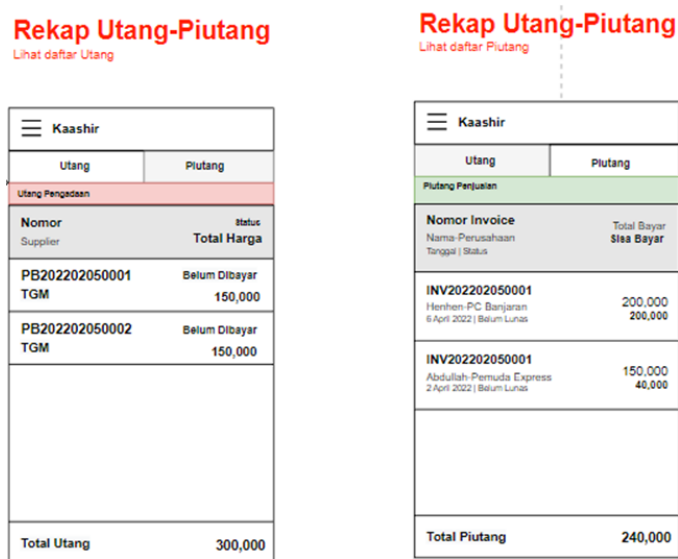 Rekap Utang-Piutang
Lihat daftar Utang
Kaashir
Utang Piutang
Utang Pengadaan
Nomor Status
Supplier Total Harga
PB202202050001 Belum Dibayar
TGM 150,000
PB202202050002 Belum Dibayar
TGM 150,000
Total Utang 300,000
Rekap Utang-Piutang
Lihat daftar Piutang
Kaashir
Utang Piutang
Piutang Penjualan
Nomor Invoice Total Bayar
Nama-Perusahaan Sisa Bayar
Tanggal | Status
INV202202050001 200,000
Henhen-PC Banjaran 200,000
6 April 2022 | Belum Lunas
INV202202050001 150,000
Abdullah-Pemuda Express 40,000
2 April 2022 | Belum Lunas
Total Piutang 240,000